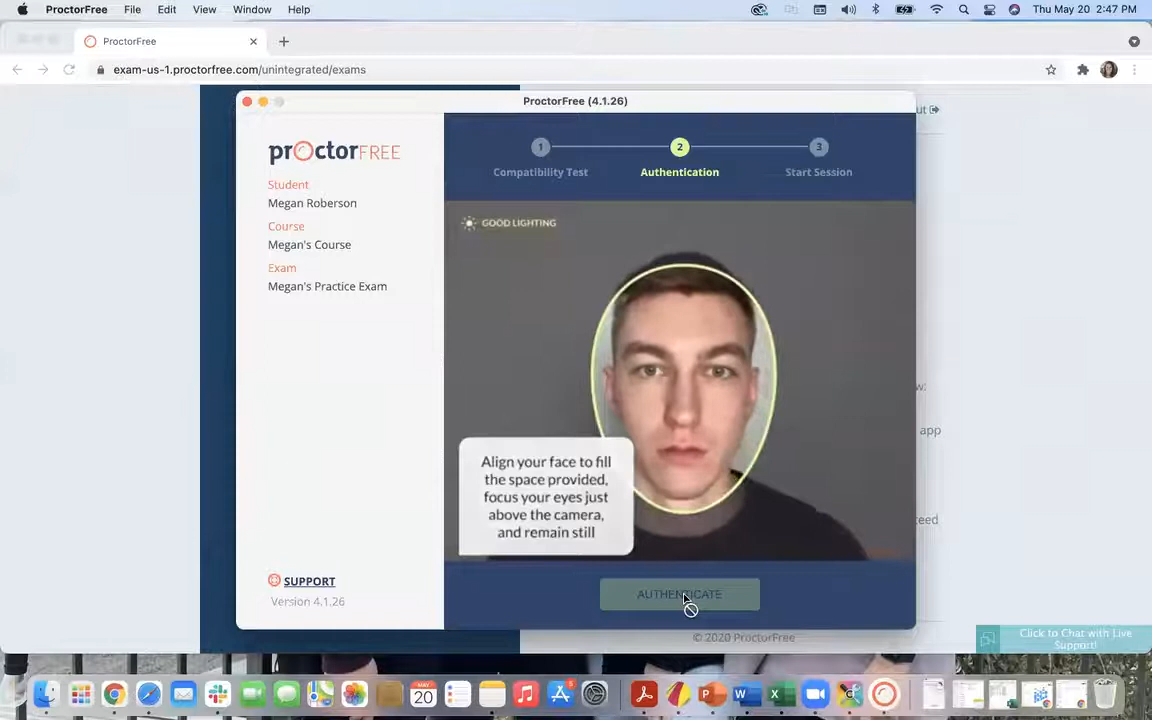 ProctorFree File Edit View Window Help Thu May 20 2:47 PM
ProctorFree
exam-us-1.proctorfree.com/unintegrated/exams
ProctorFree (4.1.26)
ut
proctorFREE
1 2 3
Compatibility Test Authentication Start Session
Student
Megan Roberson
Course
Megan's Course
Exam
Megan's Practice Exam
GOOD LIGHTING
w:
app
teed
Align your face to fill
the space provided,
focus your eyes just
above the camera,
and remain still
SUPPORT
Version 4.1.26
AUTHENTICATE
© 2020 ProctorFree
Click to Chat with Live
Support!
MAY
20